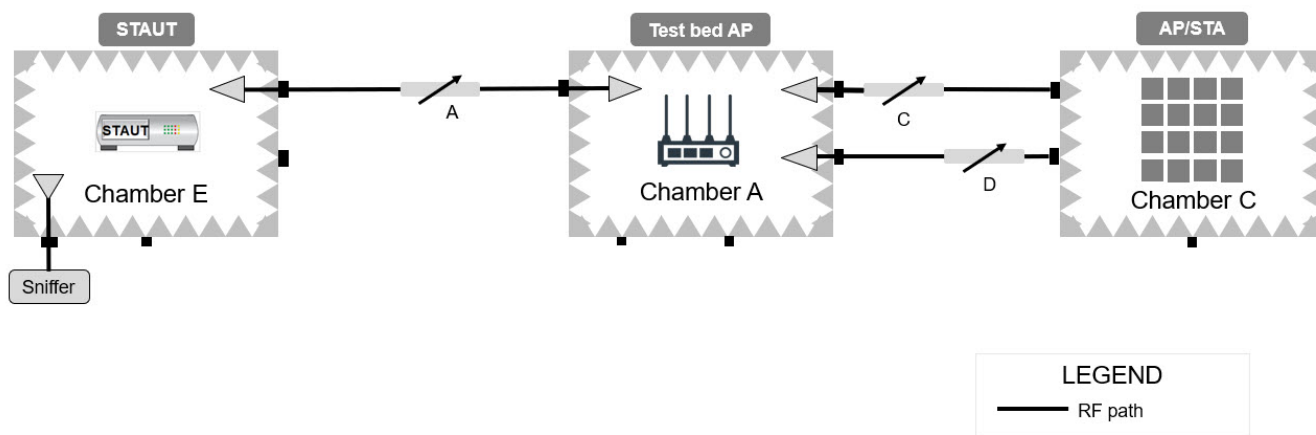 STAUT
Test bed AP
AP/STA
A
C
STAUT
D
Chamber E
Chamber A
Chamber C
Sniffer
LEGEND
RF path